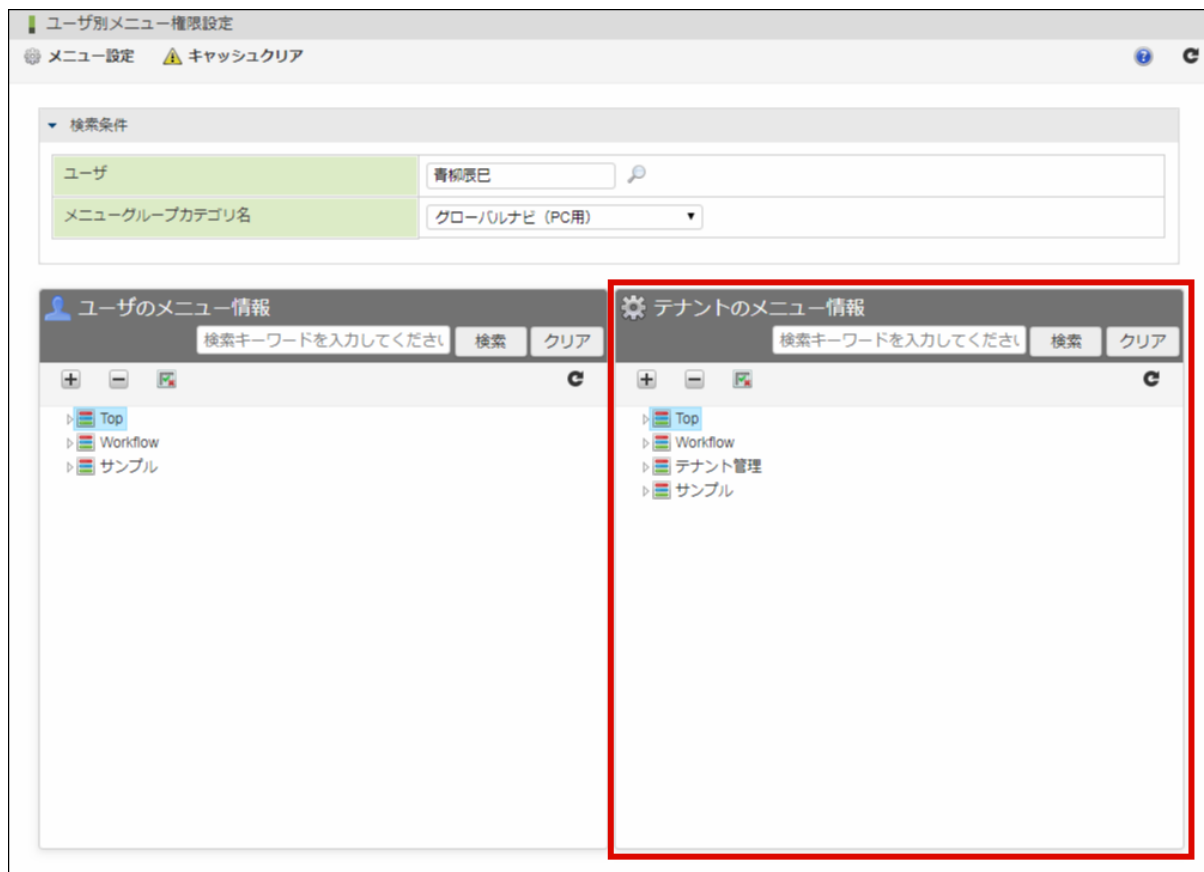 ユーザ別メニュー権限設定
メニュー設定 キャッシュクリア
検索条件
ユーザ 青柳辰巳
メニューグループカテゴリ名 グローバルナビ（PC用）
ユーザのメニュー情報
検索キーワードを入力してくださ 検索 クリア
Top
Workflow
サンプル
テナントのメニュー情報
検索キーワードを入力してくださ 検索 クリア
Top
Workflow
テナント管理
サンプル